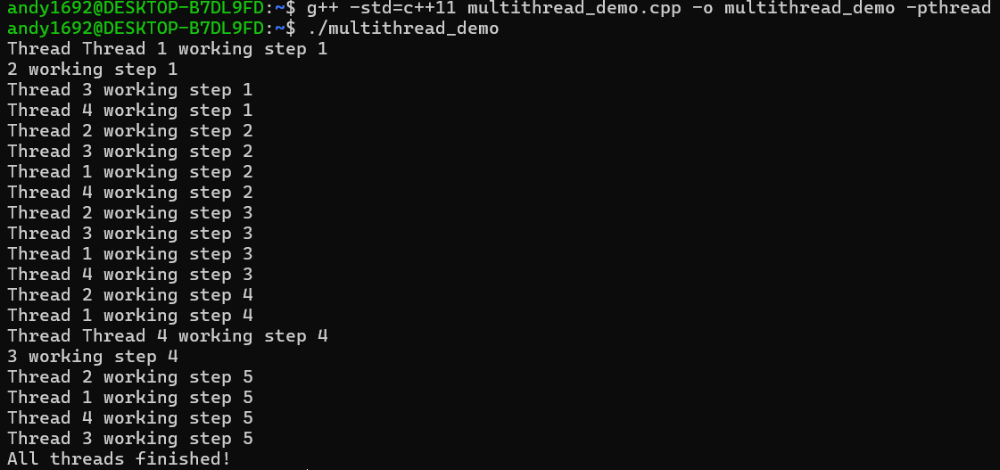 andy1692@DESKTOP-B7DL9FD:~$ g++ -std=c++11 multithread_demo.cpp -o multithread_demo -pthread
andy1692@DESKTOP-B7DL9FD:~$ ./multithread_demo
Thread Thread 1 working step 1
2 working step 1
Thread 3 working step 1
Thread 4 working step 1
Thread 2 working step 2
Thread 3 working step 2
Thread 1 working step 2
Thread 4 working step 2
Thread 2 working step 3
Thread 3 working step 3
Thread 1 working step 3
Thread 4 working step 3
Thread 2 working step 4
Thread 1 working step 4
Thread Thread 4 working step 4
3 working step 4
Thread 2 working step 5
Thread 1 working step 5
Thread 4 working step 5
Thread 3 working step 5
All threads finished!